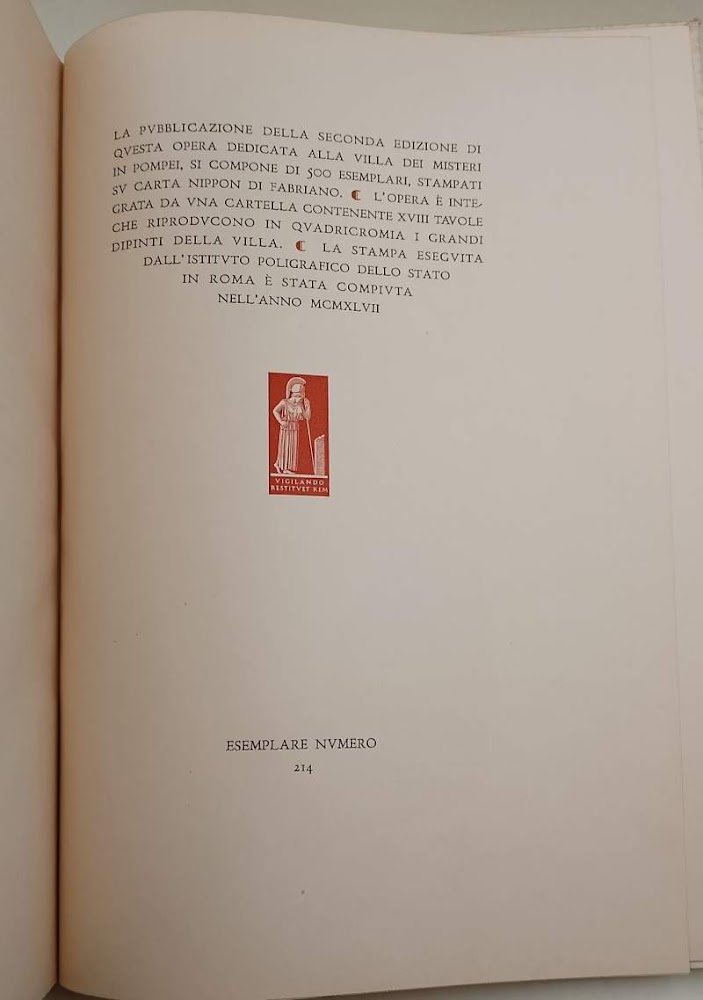 LA PVBBLICAZIONE DELLA SECONDA EDIZIONE DI
QVESTA OPERA DEDICATA ALLA VILLA DEI MISTERI
IN POMPEI, SI COMPONE DI 500 ESEMPLARI, STAMPATI
SV CARTA NIPPON DI FABRIANO. L'OPERA È INTE-
GRATA DA VNA CARTELLA CONTENENTE XVIII TAVOLE
CHE RIPRODVCONO IN QVADRICROMIA I GRANDI
DIPINTI DELLA VILLA. LA STAMPA ESEGVITA
DALL'ISTITVTO POLIGRAFICO DELLO STATO
IN ROMA È STATA COMPIVTA
NELL'ANNO MCMXLVII
VIGILANDO
RESTITVET REM
ESEMPLARE NVMERO
214